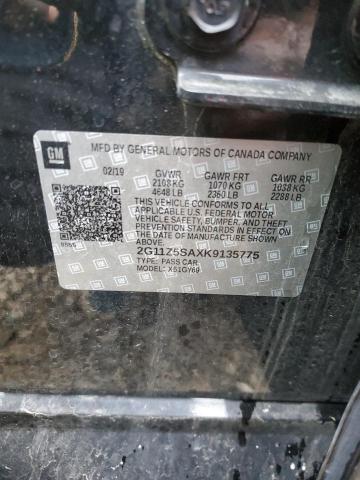 GM
MFD BY GENERAL MOTORS OF CANADA COMPANY
02/19 GVWR GAWR FRT GAWR RR
2108 KG 1070 KG 1038 KG
4648 LB 2360 LB 2288 LB
THIS VEHICLE CONFORMS TO ALL
APPLICABLE U.S. FEDERAL MOTOR
VEHICLE SAFETY, BUMPER, AND THEFT
PREVENTION STANDARDS IN EFFECT
ON THE DATE OF MANUFACTURE
SHOWN ABOVE.
2G11Z5SAXK9135775
TYPE: PASS CAR
MODEL: X51GY69